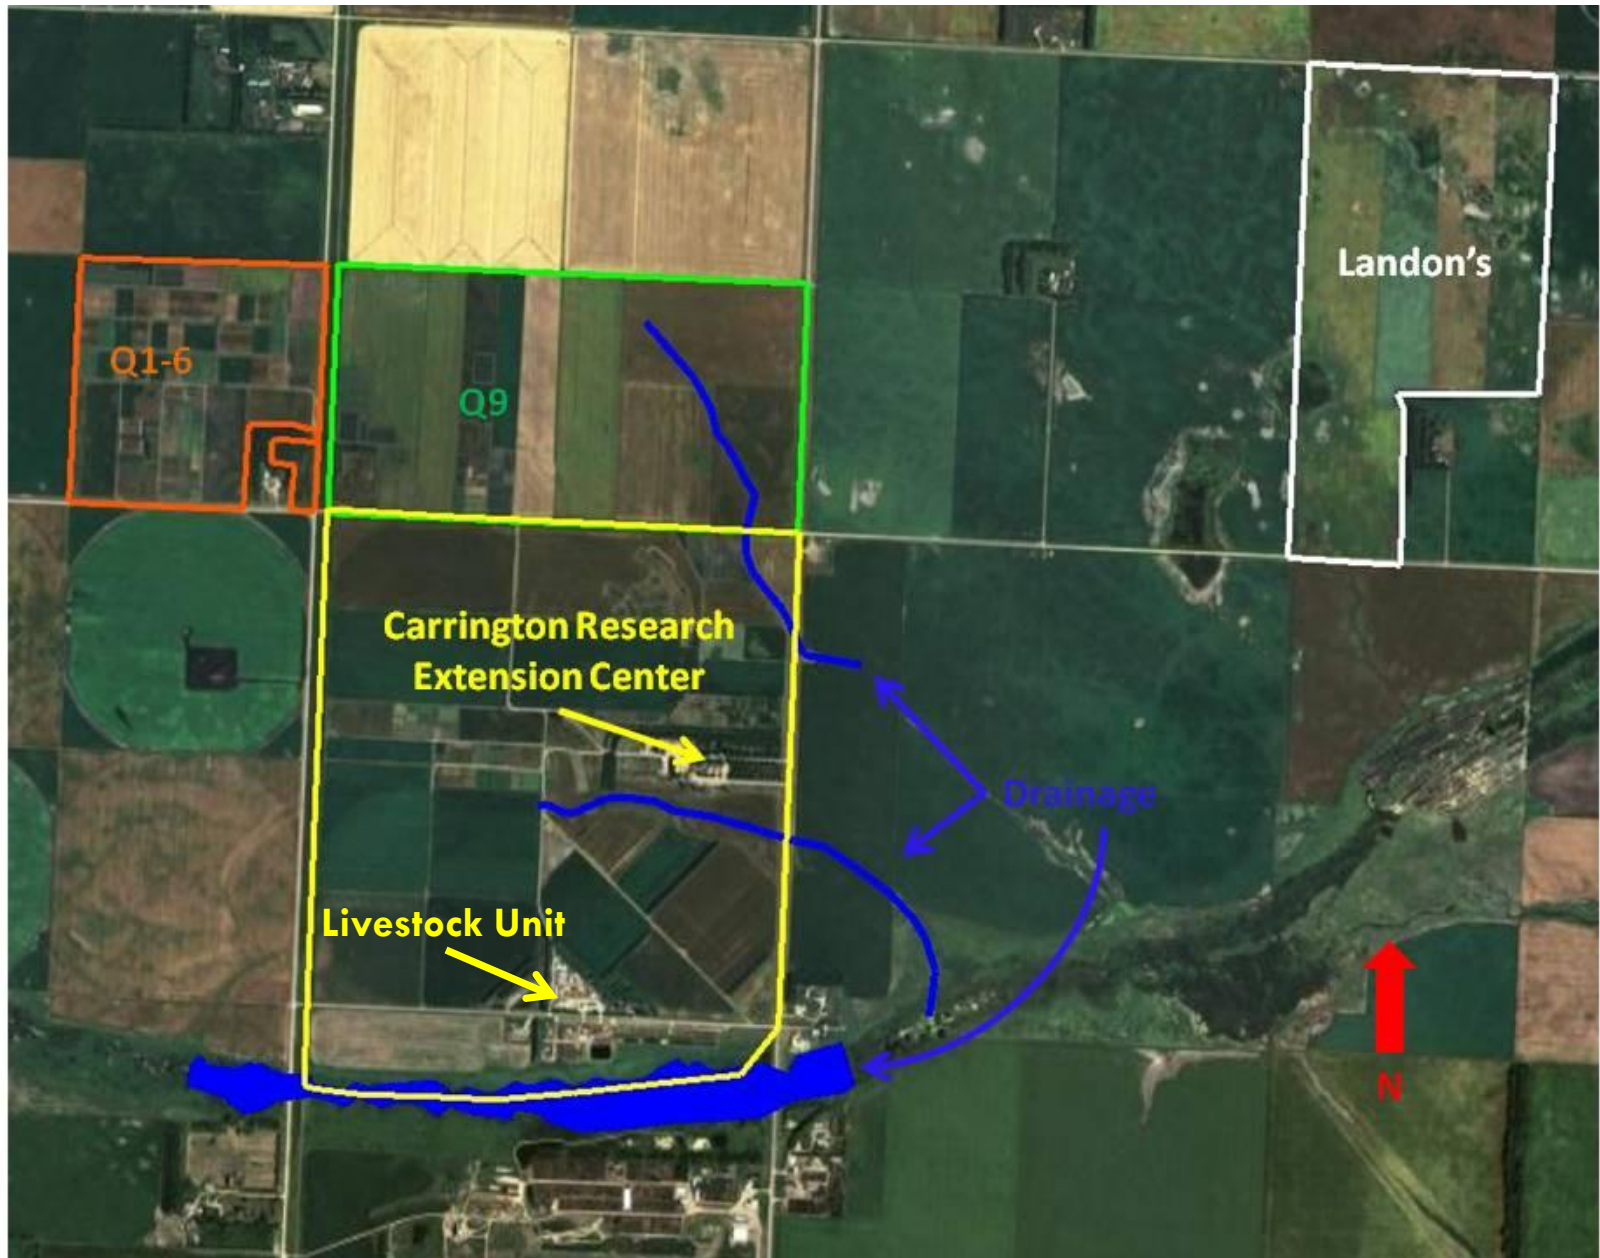 Landon's
Q1-6
Q9
Carrington Research
Extension Center
Drainage
Livestock Unit
N